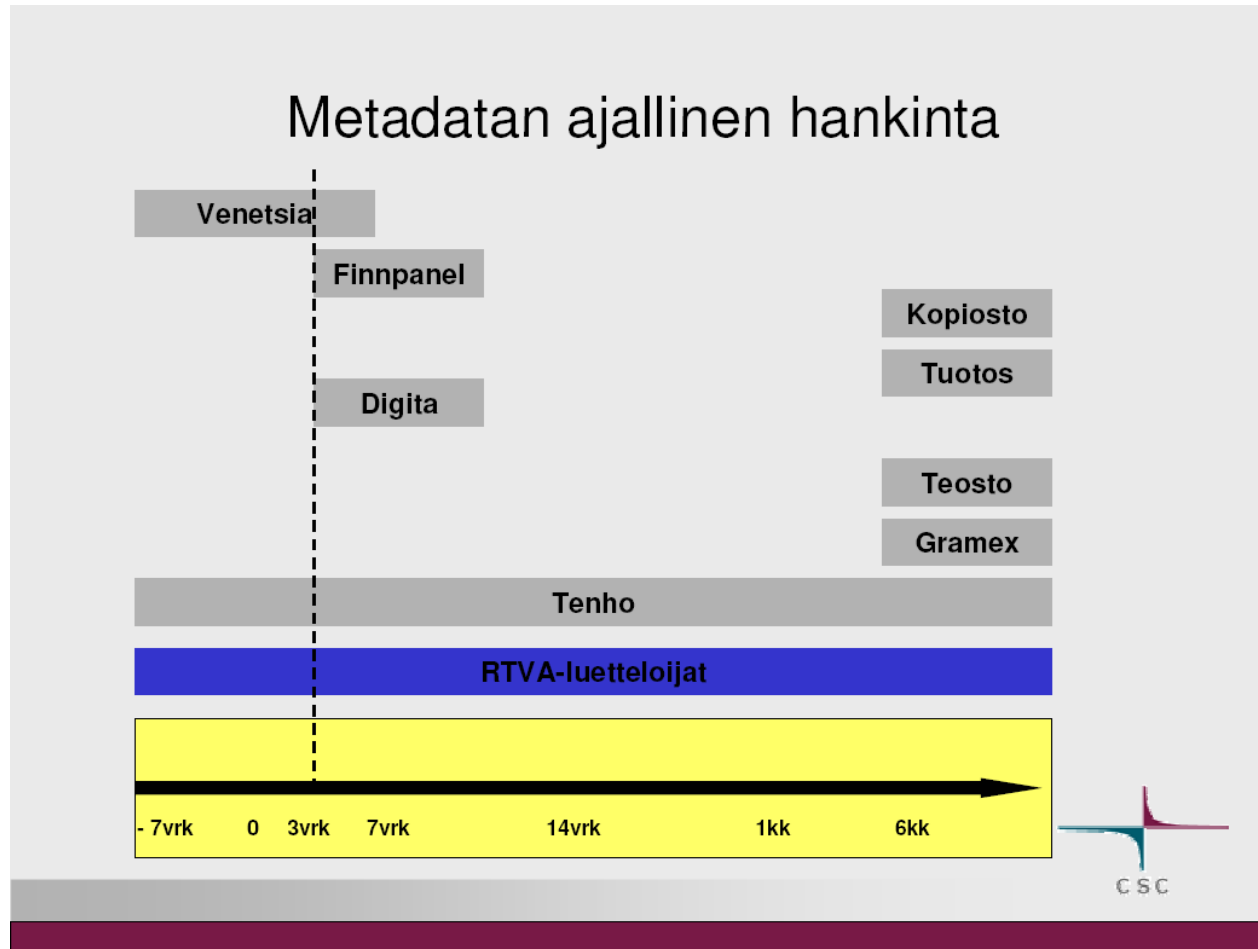 Metadatan ajallinen hankinta
Venetsia
Finnpanel
Kopiosto
Tuotos
Digita
Teosto
Gramex
Tenho
RTVA-luetteloijat
- 7vrk 0 3vrk 7vrk 14vrk 1kk 6kk
CSC